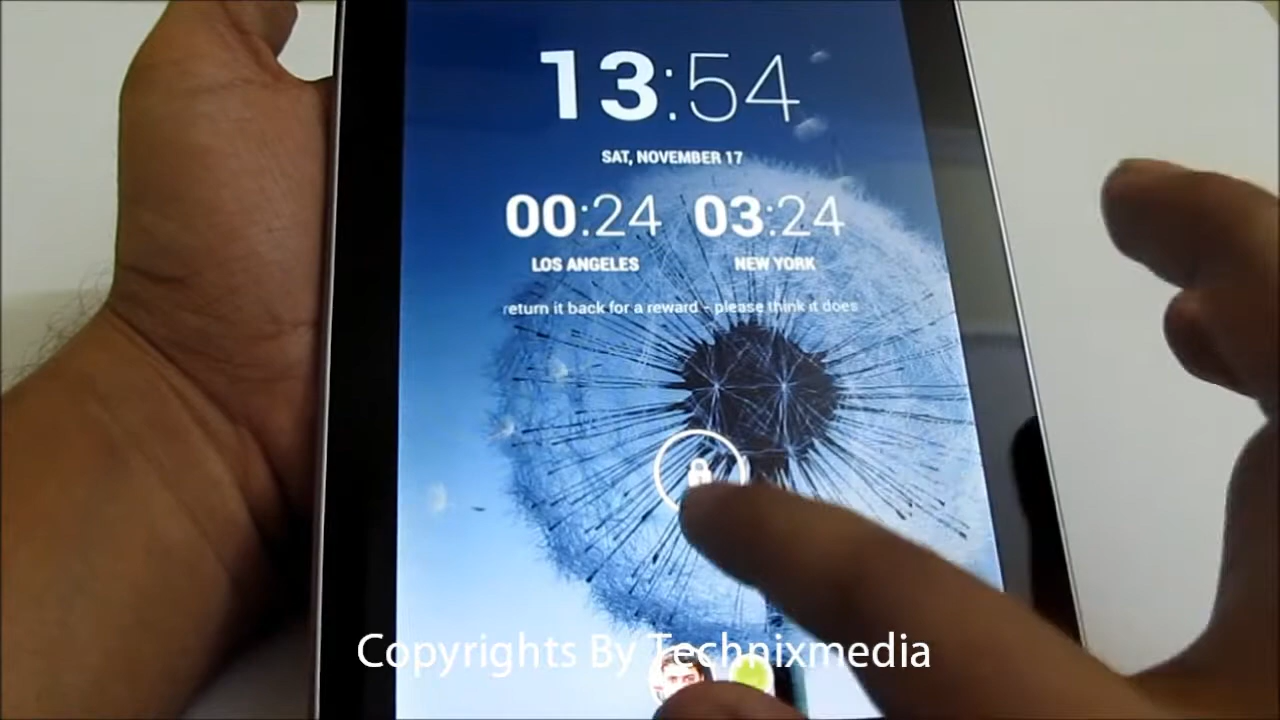 13:54
SAT, NOVEMBER 17
00:24 03:24
LOS ANGELES NEW YORK
return it back for a reward - please think it does
Copyrights By Technixmedia